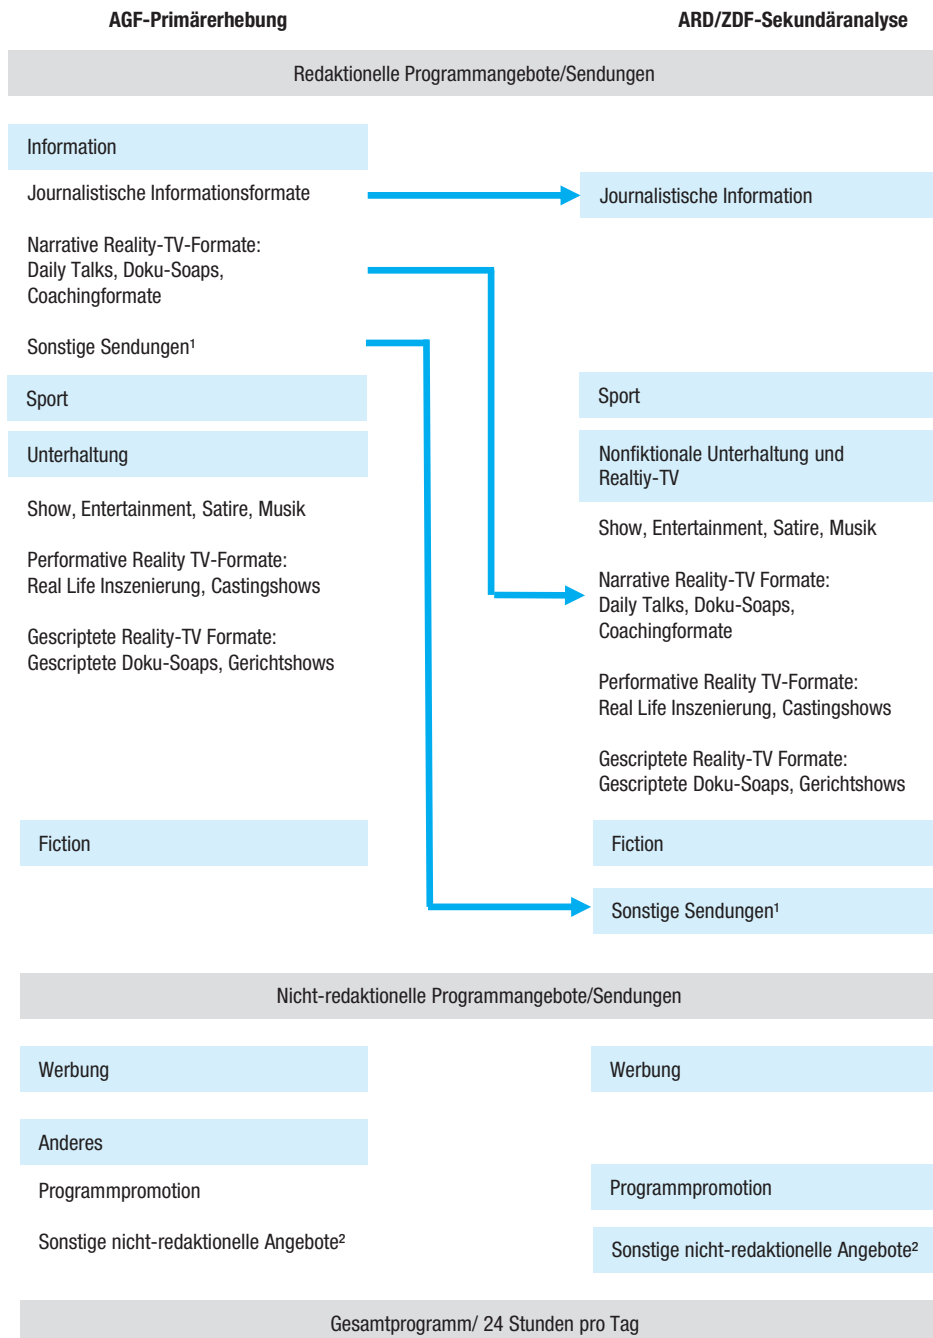 AGF-Primärerhebung
ARD/ZDF-Sekundäranalyse
Redaktionelle Programmangebote/Sendungen
Information
Journalistische Informationsformate
Journalistische Information
Narrative Reality-TV-Formate:
Daily Talks, Doku-Soaps,
Coachingformate
Sonstige Sendungen¹
Sport
Sport
Unterhaltung
Nonfiktionale Unterhaltung und
Realtiy-TV
Show, Entertainment, Satire, Musik
Performative Reality TV-Formate:
Real Life Inszenierung, Castingshows
Gescriptete Reality-TV Formate:
Gescriptete Doku-Soaps, Gerichtshows
Show, Entertainment, Satire, Musik
Narrative Reality-TV Formate:
Daily Talks, Doku-Soaps,
Coachingformate
Performative Reality TV-Formate:
Real Life Inszenierung, Castingshows
Gescriptete Reality-TV Formate:
Gescriptete Doku-Soaps, Gerichtshows
Fiction
Fiction
Sonstige Sendungen¹
Nicht-redaktionelle Programmangebote/Sendungen
Werbung
Werbung
Anderes
Programmpromotion
Programmpromotion
Sonstige nicht-redaktionelle Angebote²
Sonstige nicht-redaktionelle Angebote²
Gesamtprogramm/ 24 Stunden pro Tag